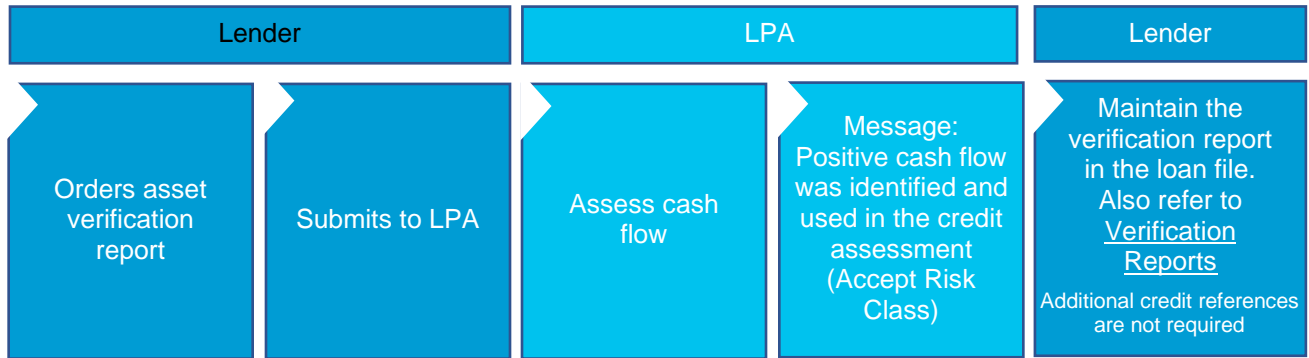 Lender
LPA
Lender
Orders asset
verification
report
Submits to LPA
Assess cash
flow
Message:
Positive cash flow
was identified and
used in the credit
assessment
(Accept Risk
Class)
Maintain the
verification report
in the loan file.
Also refer to
Verification
Reports
Additional credit references
are not required